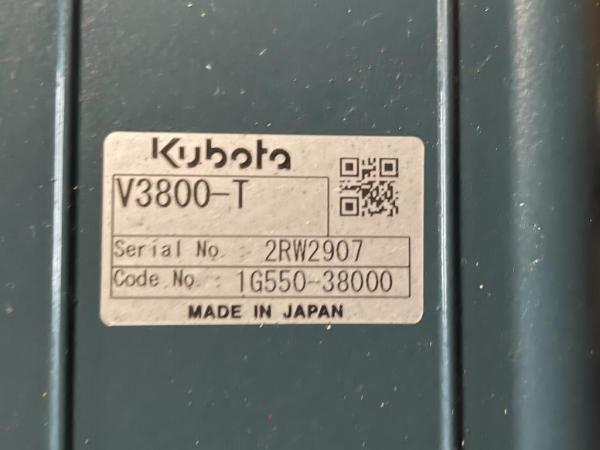 Kubota
V3800-T
Serial No. : 2RW2907
Code No. : 1G550-38000
MADE IN JAPAN